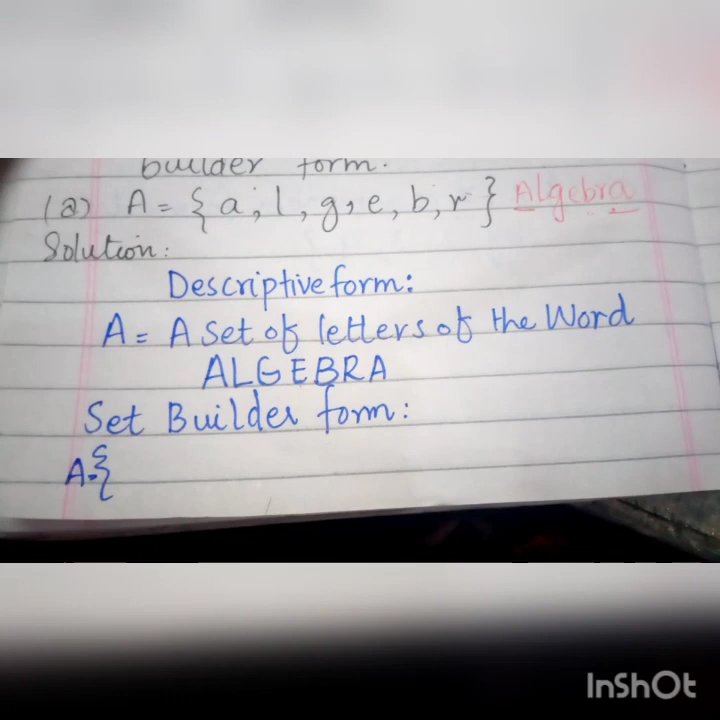 builder form.
(a) A = { a, l, g, e, b, r } Algebra
Solution:
Descriptive form:
A = A set of letters of the Word
ALGEBRA
Set Builder form:
A={
InShOt